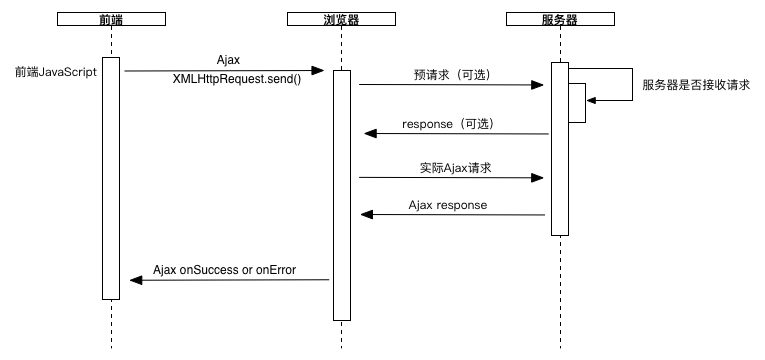 前端
浏览器
服务器
前端JavaScript
Ajax
XMLHttpRequest.send()
预请求（可选）
服务器是否接收请求
response（可选）
实际Ajax请求
Ajax response
Ajax onSuccess or onError